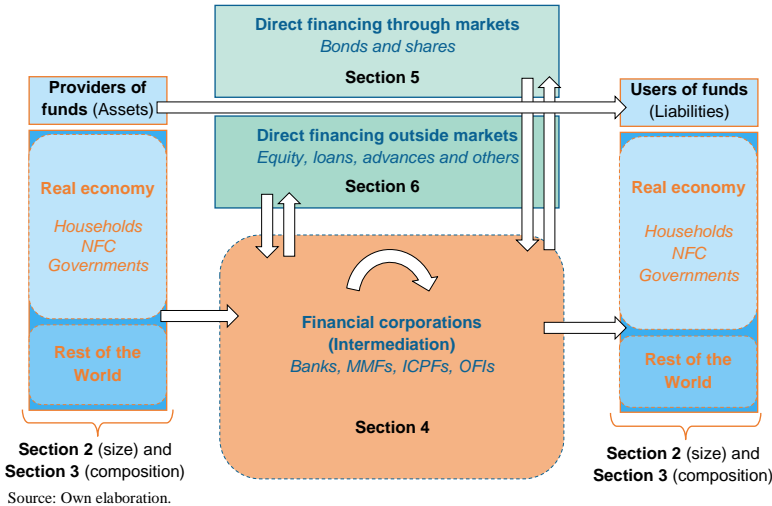 Direct financing through markets
Bonds and shares
Section 5
Providers of
funds (Assets)
Users of funds
(Liabilities)
Direct financing outside markets
Equity, loans, advances and others
Section 6
Real economy
Households
NFC
Governments
Rest of the
World
Financial corporations
(Intermediation)
Banks, MMFs, ICPFs, OFIs
Section 4
Real economy
Households
NFC
Governments
Rest of the
World
Section 2 (size) and
Section 3 (composition)
Section 2 (size) and
Section 3 (composition)
Source: Own elaboration.